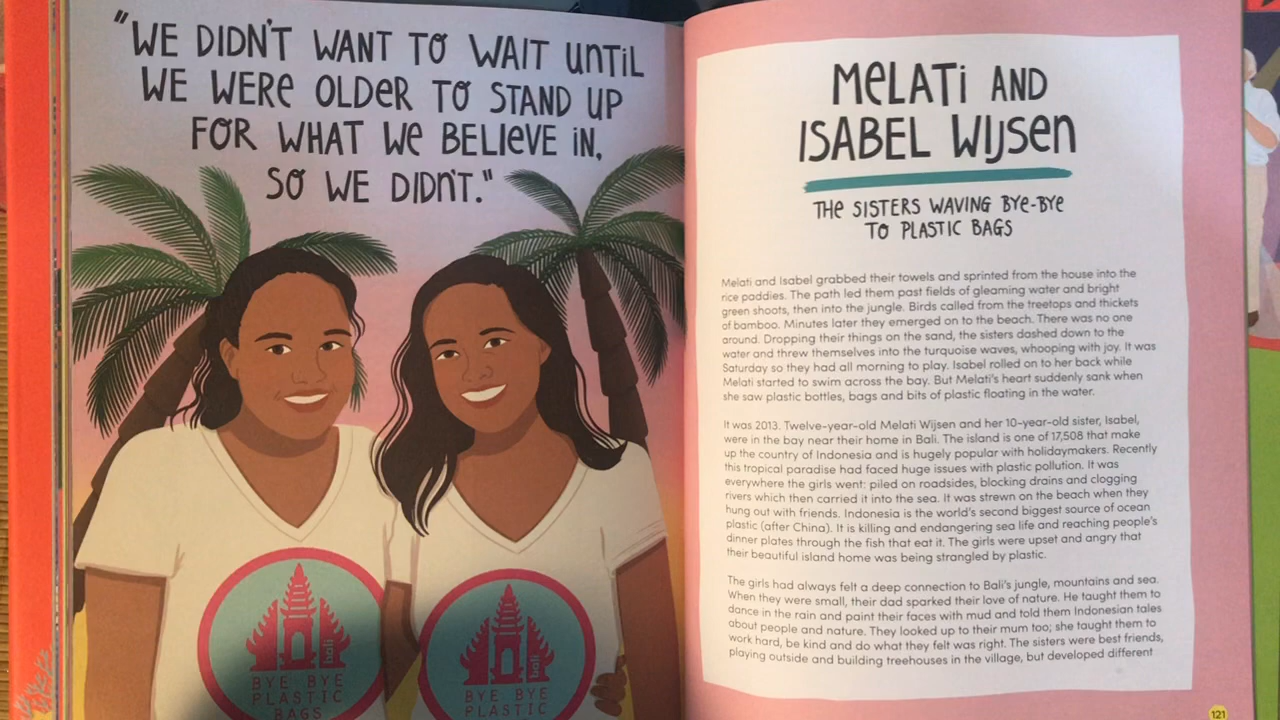 "WE DIDN'T WANT TO WAIT UNTIL
WE WERE OLDER TO STAND UP
FOR WHAT WE BELIEVE IN,
SO WE DIDN'T."
bali
BYE BYE
PLASTIC
BAGS
bali
BYE BYE
PLASTIC
MELATI AND
ISABEL WIJSEN
THE SISTERS WAVING BYE-BYE
TO PLASTIC BAGS
Melati and Isabel grabbed their towels and sprinted from the house into the
rice paddies. The path led them past fields of gleaming water and bright
green shoots, then into the jungle. Birds called from the treetops and thickets
of bamboo. Minutes later they emerged on to the beach. There was no one
around. Dropping their things on the sand, the sisters dashed down to the
water and threw themselves into the turquoise waves, whooping with joy. It was
Saturday so they had all morning to play. Isabel rolled on to her back while
Melati started to swim across the bay. But Melati's heart suddenly sank when
she saw plastic bottles, bags and bits of plastic floating in the water.
It was 2013. Twelve-year-old Melati Wijsen and her 10-year-old sister, Isabel,
were in the bay near their home in Bali. The island is one of 17,508 that make
up the country of Indonesia and is hugely popular with holidaymakers. Recently
this tropical paradise had faced huge issues with plastic pollution. It was
everywhere the girls went: piled on roadsides, blocking drains and clogging
rivers which then carried it into the sea. It was strewn on the beach when they
hung out with friends. Indonesia is the world's second biggest source of ocean
plastic (after China). It is killing and endangering sea life and reaching people's
dinner plates through the fish that eat it. The girls were upset and angry that
their beautiful island home was being strangled by plastic.
The girls had always felt a deep connection to Bali's jungle, mountains and sea.
When they were small, their dad sparked their love of nature. He taught them to
dance in the rain and paint their faces with mud and told them Indonesian tales
about people and nature. They looked up to their mum too; she taught them to
work hard, be kind and do what they felt was right. The sisters were best friends,
playing outside and building treehouses in the village, but developed different
121